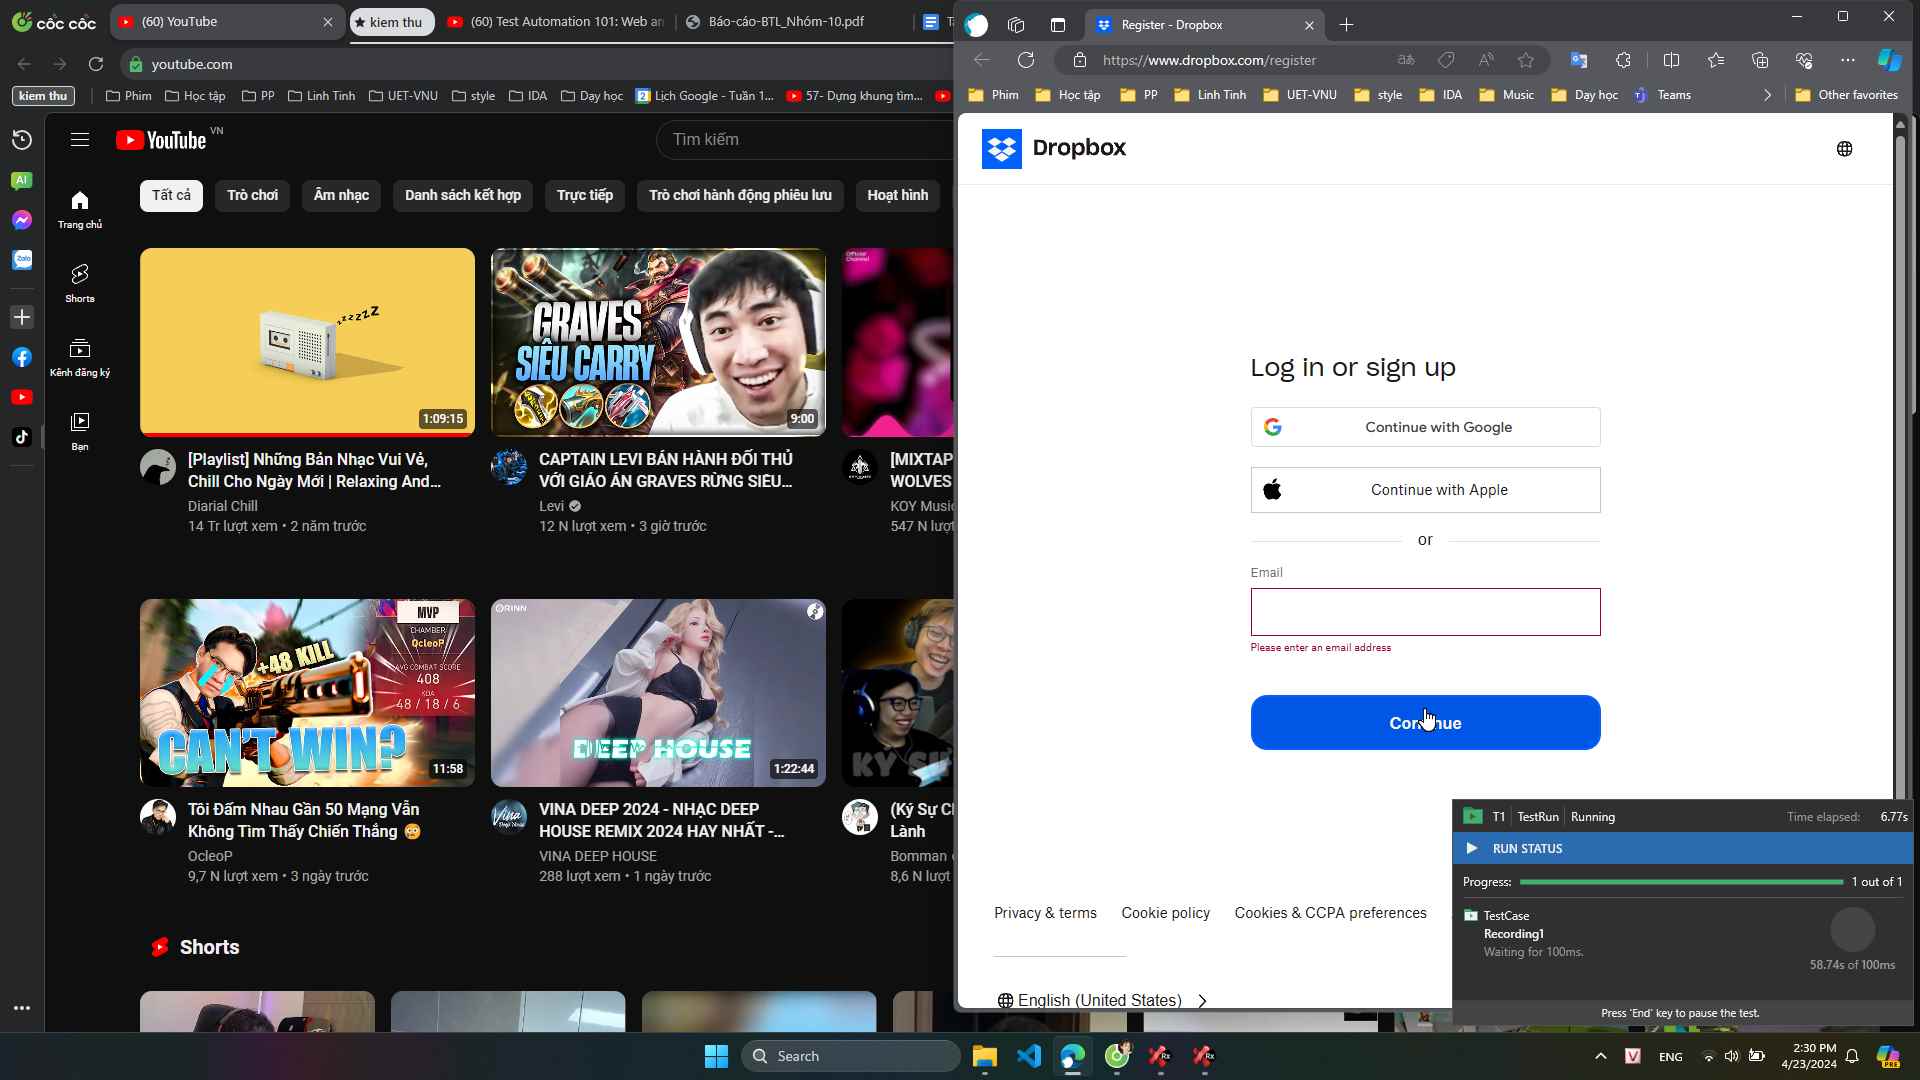 cốc cốc
(60) YouTube
kiem thu
(60) Test Automation 101: Web an
Báo-cáo-BTL_Nhóm-10.pdf
youtube.com
kiem thu
Phim
Học tập
PP
Linh Tinh
UET-VNU
style
IDA
Dạy học
Lịch Google - Tuần 1...
57- Dựng khung tìm...
YouTube VN
Tìm kiếm
Tất cả
Trò chơi
Âm nhạc
Danh sách kết hợp
Trực tiếp
Trò chơi hành động phiêu lưu
Hoạt hình
AI
Zalo
Trang chủ
Shorts
Kênh đăng ký
Bạn
zzzzzZ
1:09:15
GRAVES
SIÊU CARRY
9:00
Official
Channel
[Playlist] Những Bản Nhạc Vui Vẻ,
Chill Cho Ngày Mới | Relaxing And...
Diarial Chill
14 Tr lượt xem • 2 năm trước
CAPTAIN LEVI BÁN HÀNH ĐỐI THỦ
VỚI GIÁO ÁN GRAVES RỪNG SIÊU...
Levi
12 N lượt xem • 3 giờ trước
[MIXTAP
WOLVES
KOY Music
547 N lượt
MVP
CHAMBER
OcleoP
AVG COMBAT SCORE
408
KDA
48 / 18 / 6
+48 KILL
CAN'T WIN?
11:58
ORINN
DEEP HOUSE
1:22:44
KÝ SỰ
Tôi Đấm Nhau Gần 50 Mạng Vẫn
Không Tìm Thấy Chiến Thắng
OcleoP
9,7 N lượt xem • 3 ngày trước
VINA DEEP 2024 - NHẠC DEEP
HOUSE REMIX 2024 HAY NHẤT -...
VINA DEEP HOUSE
288 lượt xem • 1 ngày trước
(Ký Sự C
Lành
Bomman
8,6 N lượt
Shorts
Register - Dropbox
https://www.dropbox.com/register
Phim
Học tập
PP
Linh Tinh
UET-VNU
style
IDA
Music
Dạy học
Teams
Other favorites
Dropbox
Log in or sign up
Continue with Google
Continue with Apple
or
Email
Please enter an email address
Continue
Privacy & terms
Cookie policy
Cookies & CCPA preferences
English (United States)
T1
TestRun
Running
Time elapsed: 6.77s
RUN STATUS
Progress:
1 out of 1
TestCase
Recording1
Waiting for 100ms.
58.74s of 100ms
Press 'End' key to pause the test.
Search
ENG
2:30 PM
4/23/2024